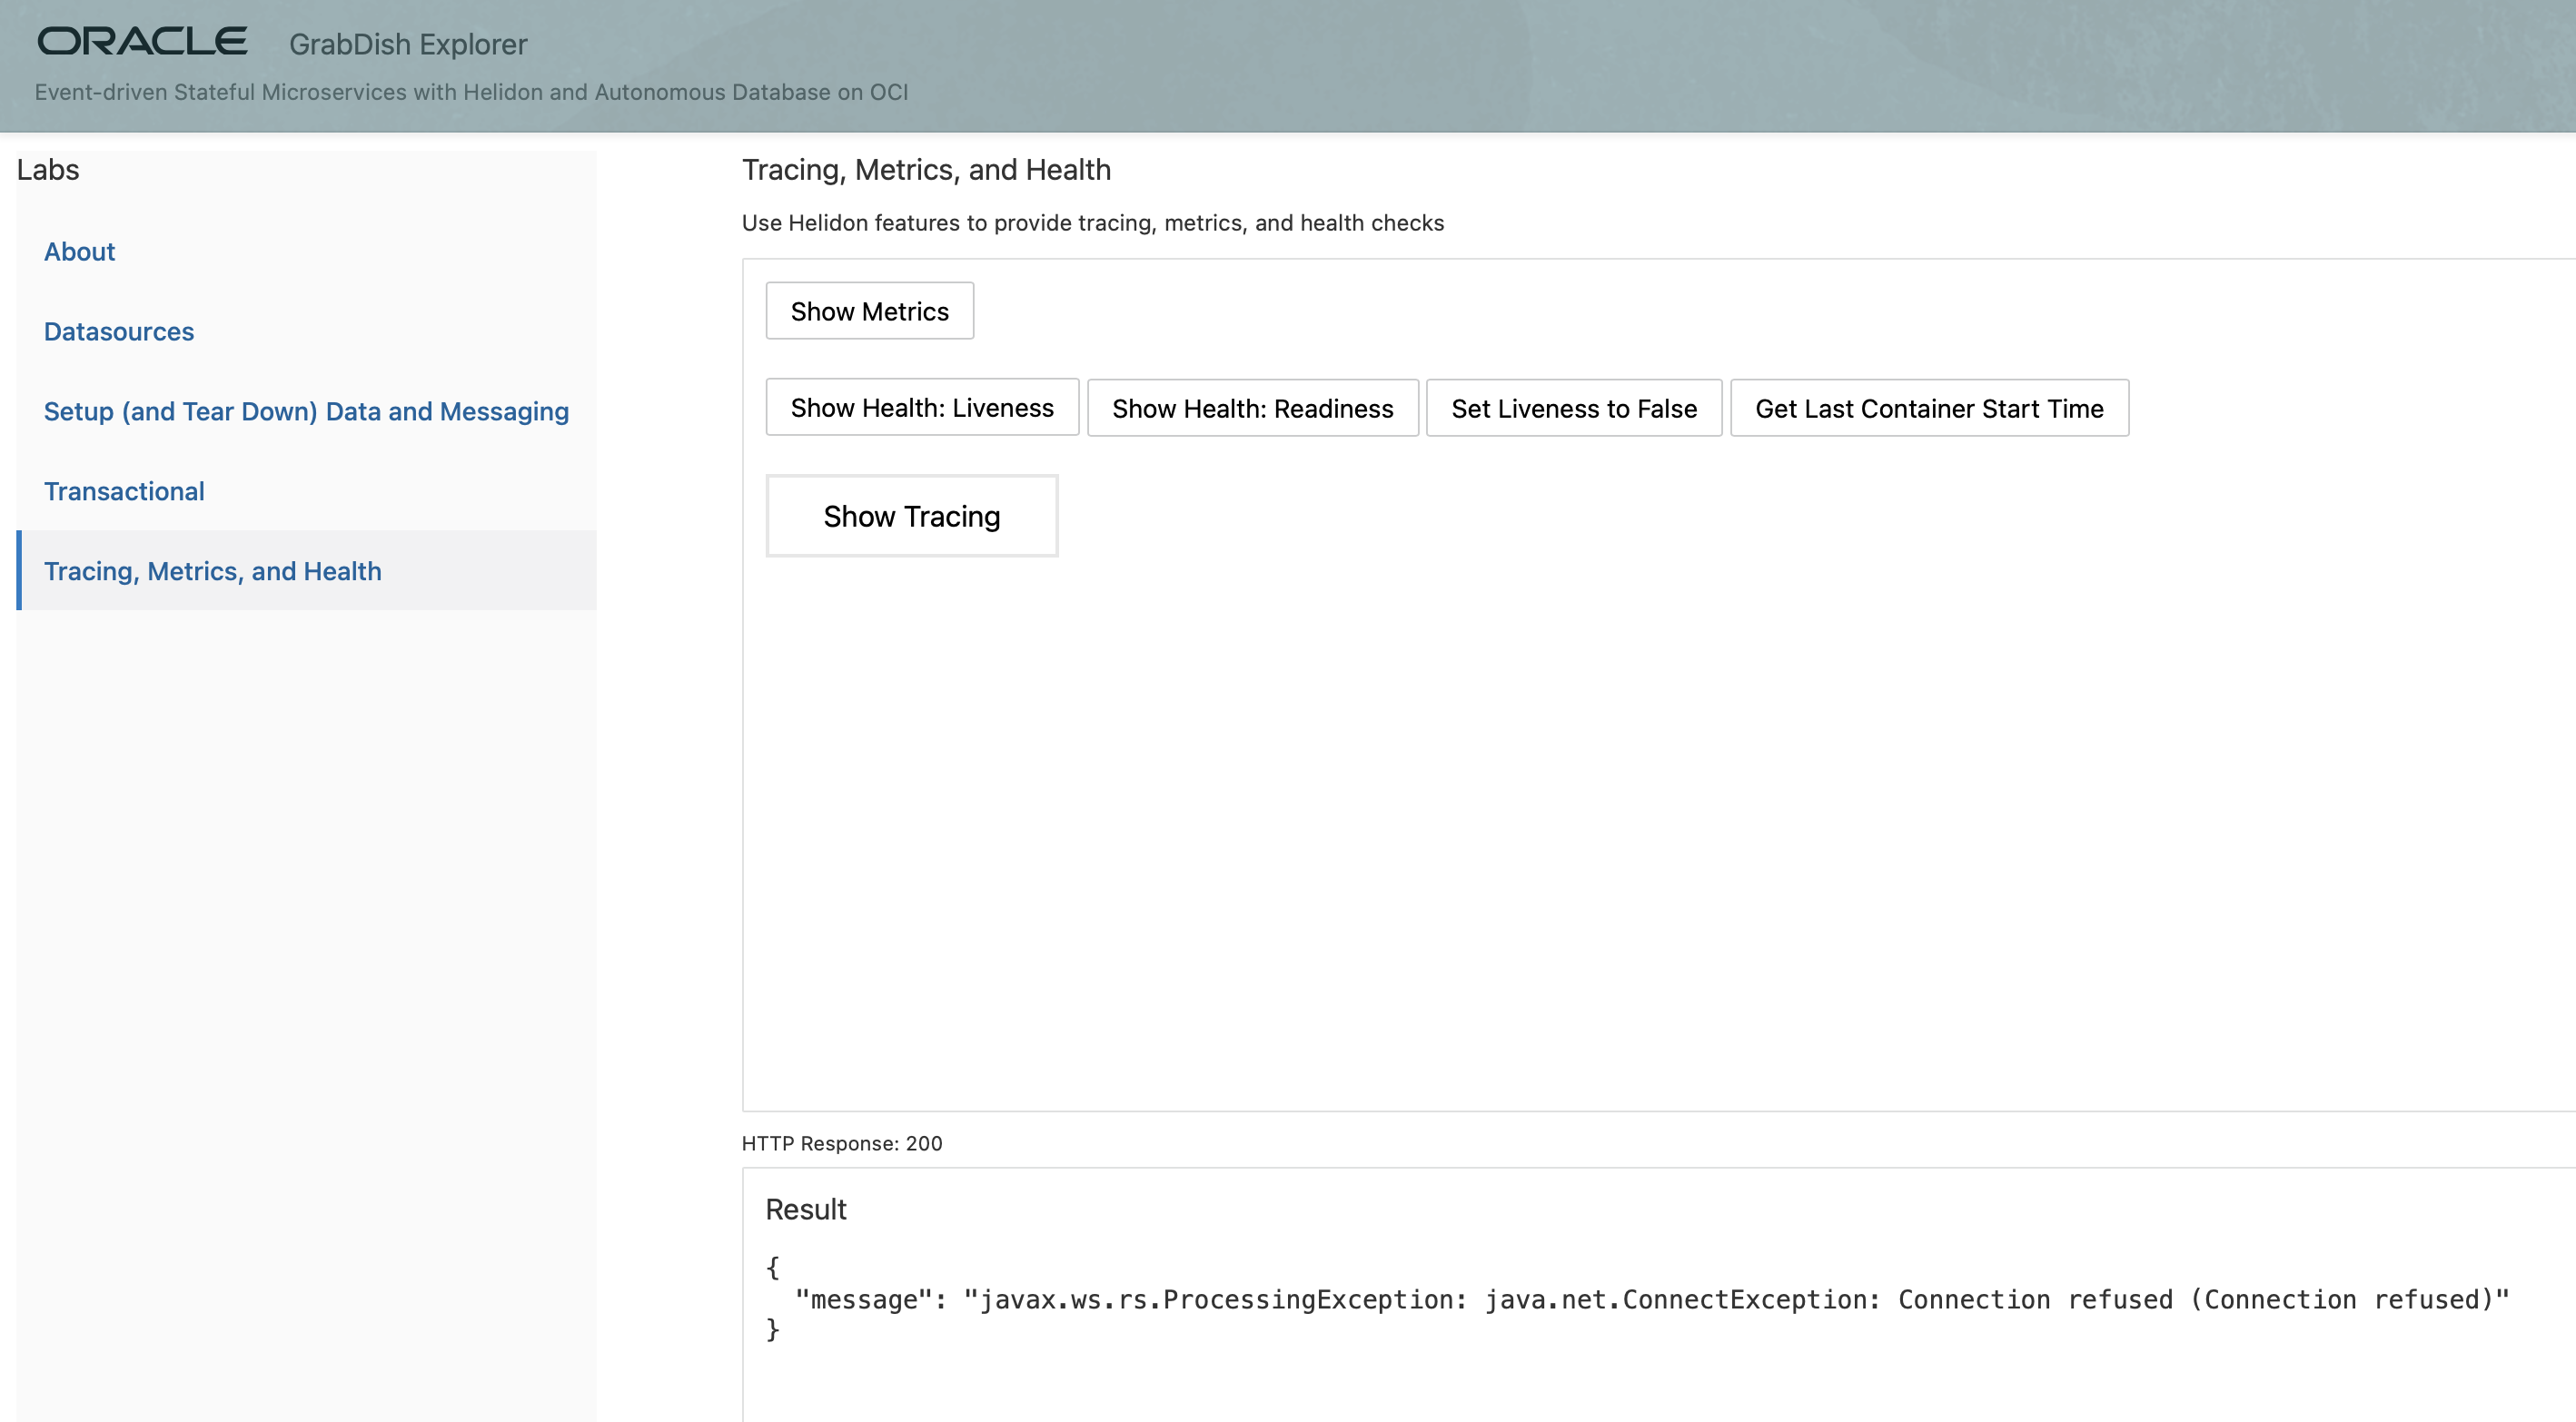 ORACLE GrabDish Explorer
Event-driven Stateful Microservices with Helidon and Autonomous Database on OCI
Labs
About
Datasources
Setup (and Tear Down) Data and Messaging
Transactional
Tracing, Metrics, and Health
Tracing, Metrics, and Health
Use Helidon features to provide tracing, metrics, and health checks
Show Metrics
Show Health: Liveness Show Health: Readiness Set Liveness to False Get Last Container Start Time
Show Tracing
HTTP Response: 200
Result
{
"message": "javax.ws.rs.ProcessingException: java.net.ConnectException: Connection refused (Connection refused)"
}